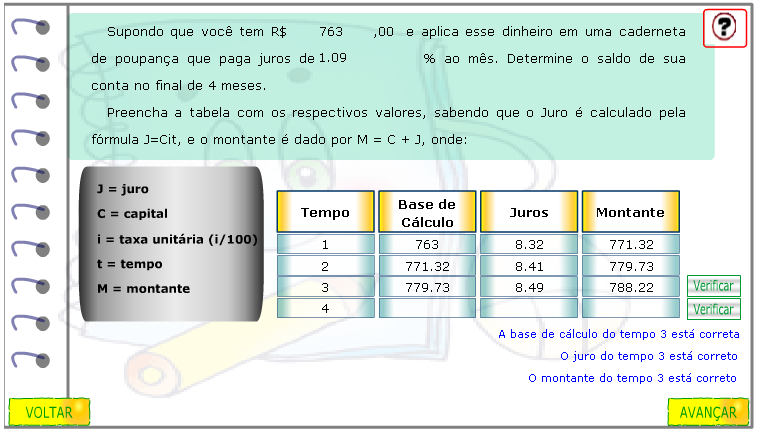 Supondo que você tem R$ 763 ,00 e aplica esse dinheiro em uma caderneta
de poupança que paga juros de 1.09 % ao mês. Determine o saldo de sua
conta no final de 4 meses.
Preencha a tabela com os respectivos valores, sabendo que o Juro é calculado pela
fórmula J=Cit, e o montante é dado por M = C + J, onde:
?
J = juro
C = capital
i = taxa unitária (i/100)
t = tempo
M = montante
Tempo Base de Cálculo Juros Montante
1 763 8.32 771.32
2 771.32 8.41 779.73
3 779.73 8.49 788.22 Verificar
4 Verificar
A base de cálculo do tempo 3 está correta
O juro do tempo 3 está correto
O montante do tempo 3 está correto
VOLTAR
AVANÇAR